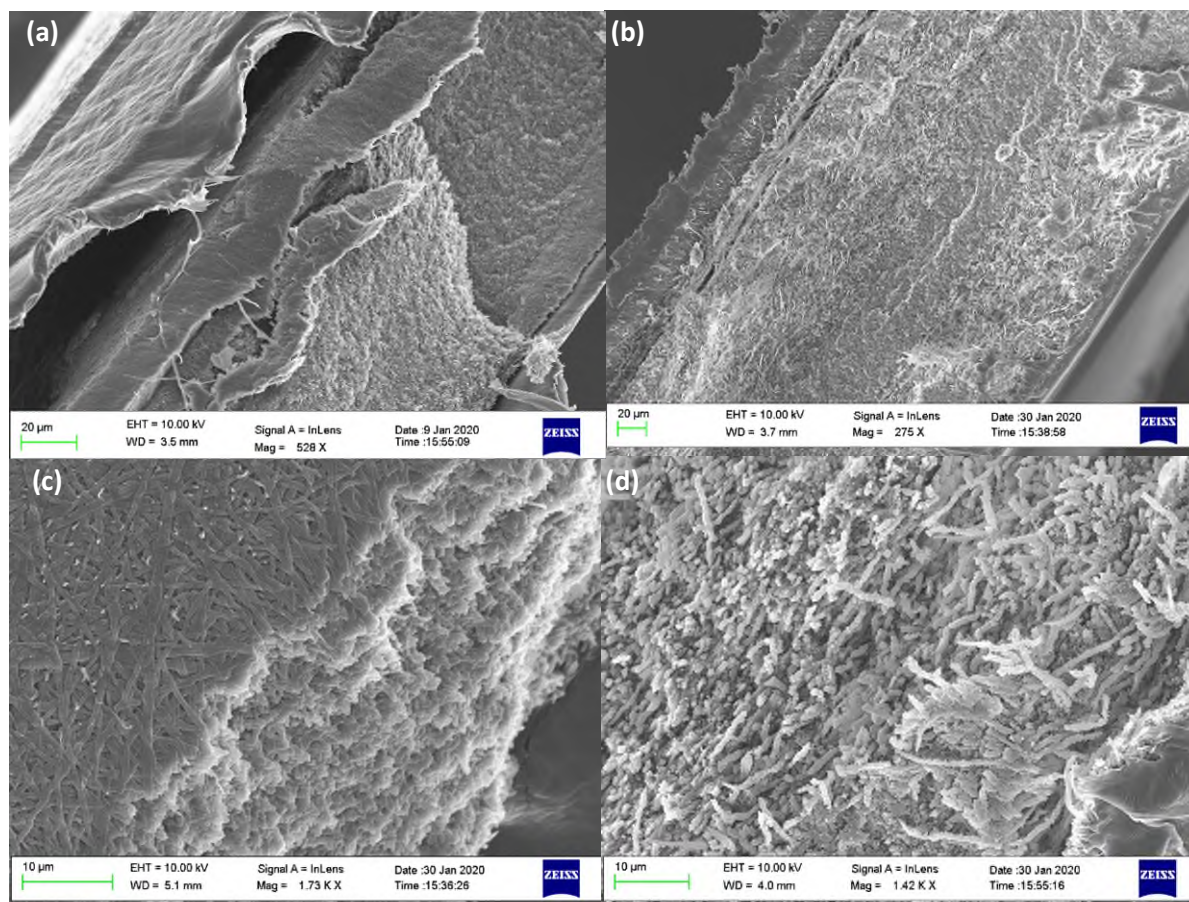 (a)
20 µm
EHT = 10.00 kV
WD = 3.5 mm
Signal A = InLens
Mag = 528 X
Date :9 Jan 2020
Time :15:55:09
ZEISS
(b)
20 µm
EHT = 10.00 kV
WD = 3.7 mm
Signal A = InLens
Mag = 275 X
Date :30 Jan 2020
Time :15:38:58
ZEISS
(c)
10 µm
EHT = 10.00 kV
WD = 5.1 mm
Signal A = InLens
Mag = 1.73 K X
Date :30 Jan 2020
Time :15:36:26
ZEISS
(d)
10 µm
EHT = 10.00 kV
WD = 4.0 mm
Signal A = InLens
Mag = 1.42 K X
Date :30 Jan 2020
Time :15:55:16
ZEISS